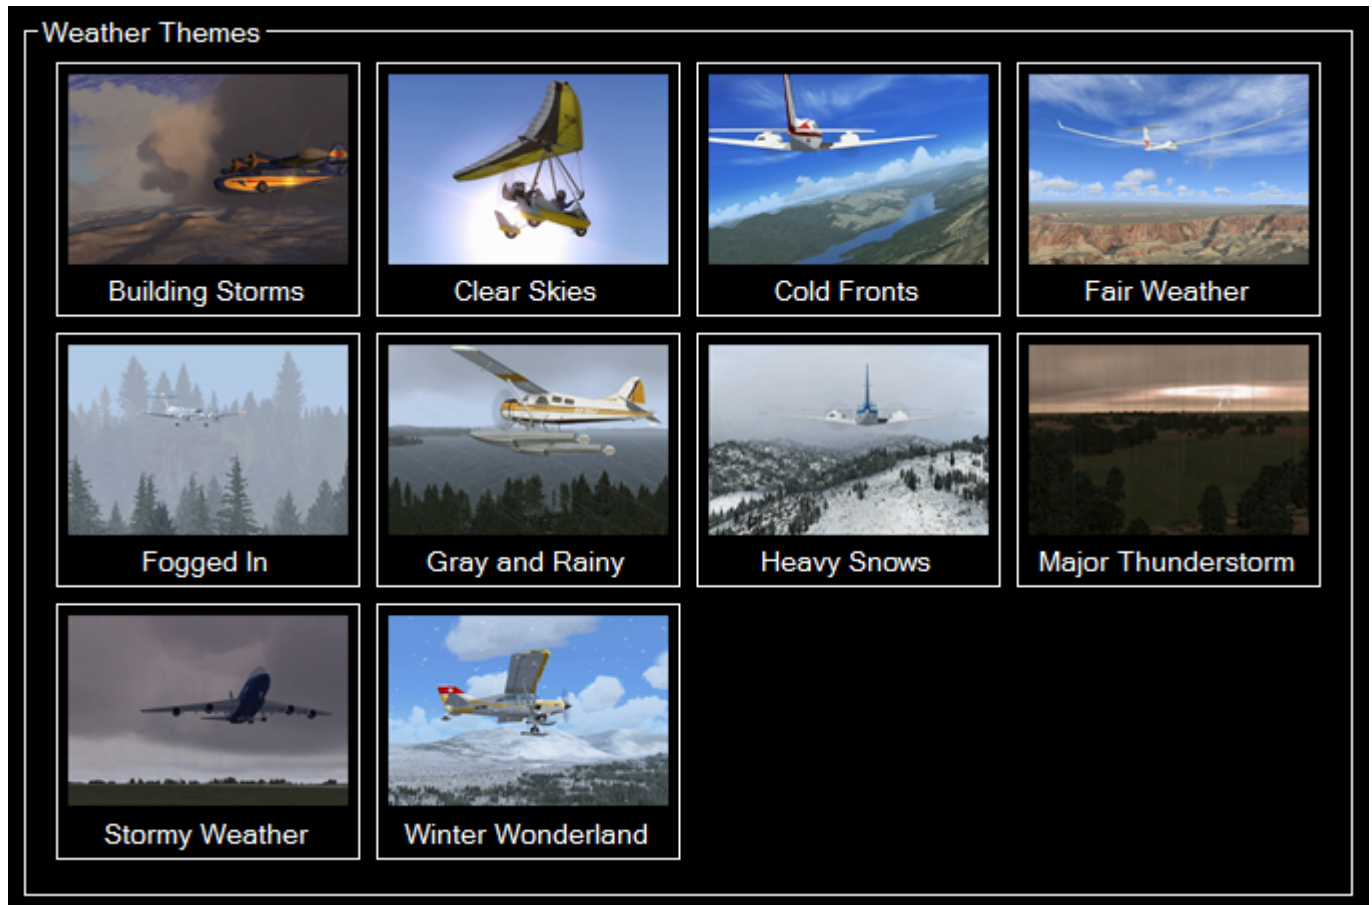 Weather Themes
Building Storms
Clear Skies
Cold Fronts
Fair Weather
Fogged In
Gray and Rainy
Heavy Snows
Major Thunderstorm
Stormy Weather
Winter Wonderland